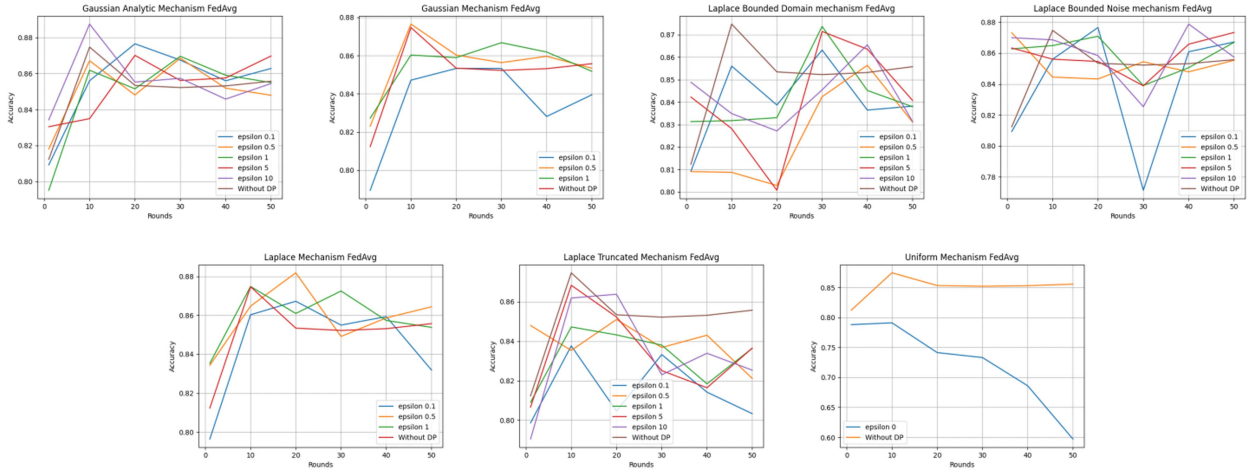 Gaussian Analytic Mechanism FedAvg
Accuracy
0.88
0.86
0.84
0.82
0.80
epsilon 0.1
epsilon 0.5
epsilon 1
epsilon 5
epsilon 10
Without DP
0 10 20 30 40 50
Rounds
Gaussian Mechanism FedAvg
Accuracy
0.88
0.86
0.84
0.82
0.80
epsilon 0.1
epsilon 0.5
epsilon 1
Without DP
0 10 20 30 40 50
Rounds
Laplace Bounded Domain mechanism FedAvg
Accuracy
0.87
0.86
0.85
0.84
0.83
0.82
0.81
0.80
epsilon 0.1
epsilon 0.5
epsilon 1
epsilon 5
epsilon 10
Without DP
0 10 20 30 40 50
Rounds
Laplace Bounded Noise mechanism FedAvg
Accuracy
0.88
0.86
0.84
0.82
0.80
0.78
epsilon 0.1
epsilon 0.5
epsilon 1
epsilon 5
epsilon 10
Without DP
0 10 20 30 40 50
Rounds
Laplace Mechanism FedAvg
Accuracy
0.88
0.86
0.84
0.82
0.80
epsilon 0.1
epsilon 0.5
epsilon 1
Without DP
0 10 20 30 40 50
Rounds
Laplace Truncated Mechanism FedAvg
Accuracy
0.86
0.84
0.82
0.80
epsilon 0.1
epsilon 0.5
epsilon 1
epsilon 5
epsilon 10
Without DP
0 10 20 30 40 50
Rounds
Uniform Mechanism FedAvg
Accuracy
0.85
0.80
0.75
0.70
0.65
0.60
epsilon 0
Without DP
0 10 20 30 40 50
Rounds